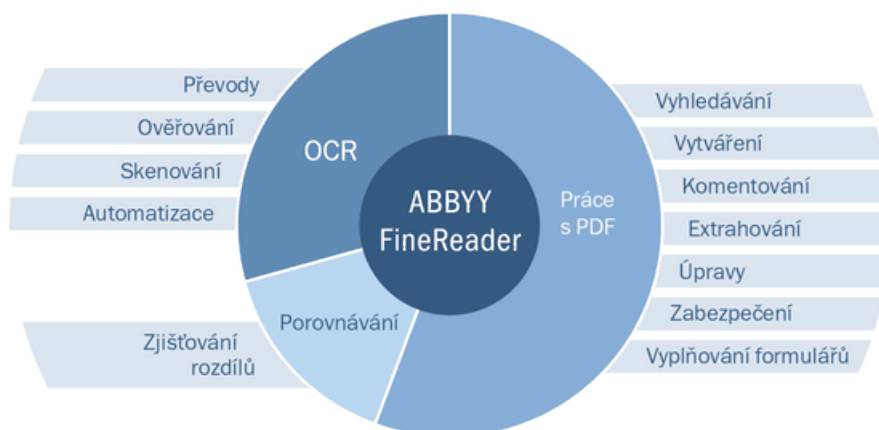 Převody
Ověřování
Skenování
Automatizace
OCR
ABBYY
FineReader
Práce
s PDF
Vyhledávání
Vytváření
Komentování
Extrahování
Úpravy
Zabezpečení
Vyplňování formulářů
Porovnávání
Zjišťování
rozdílů